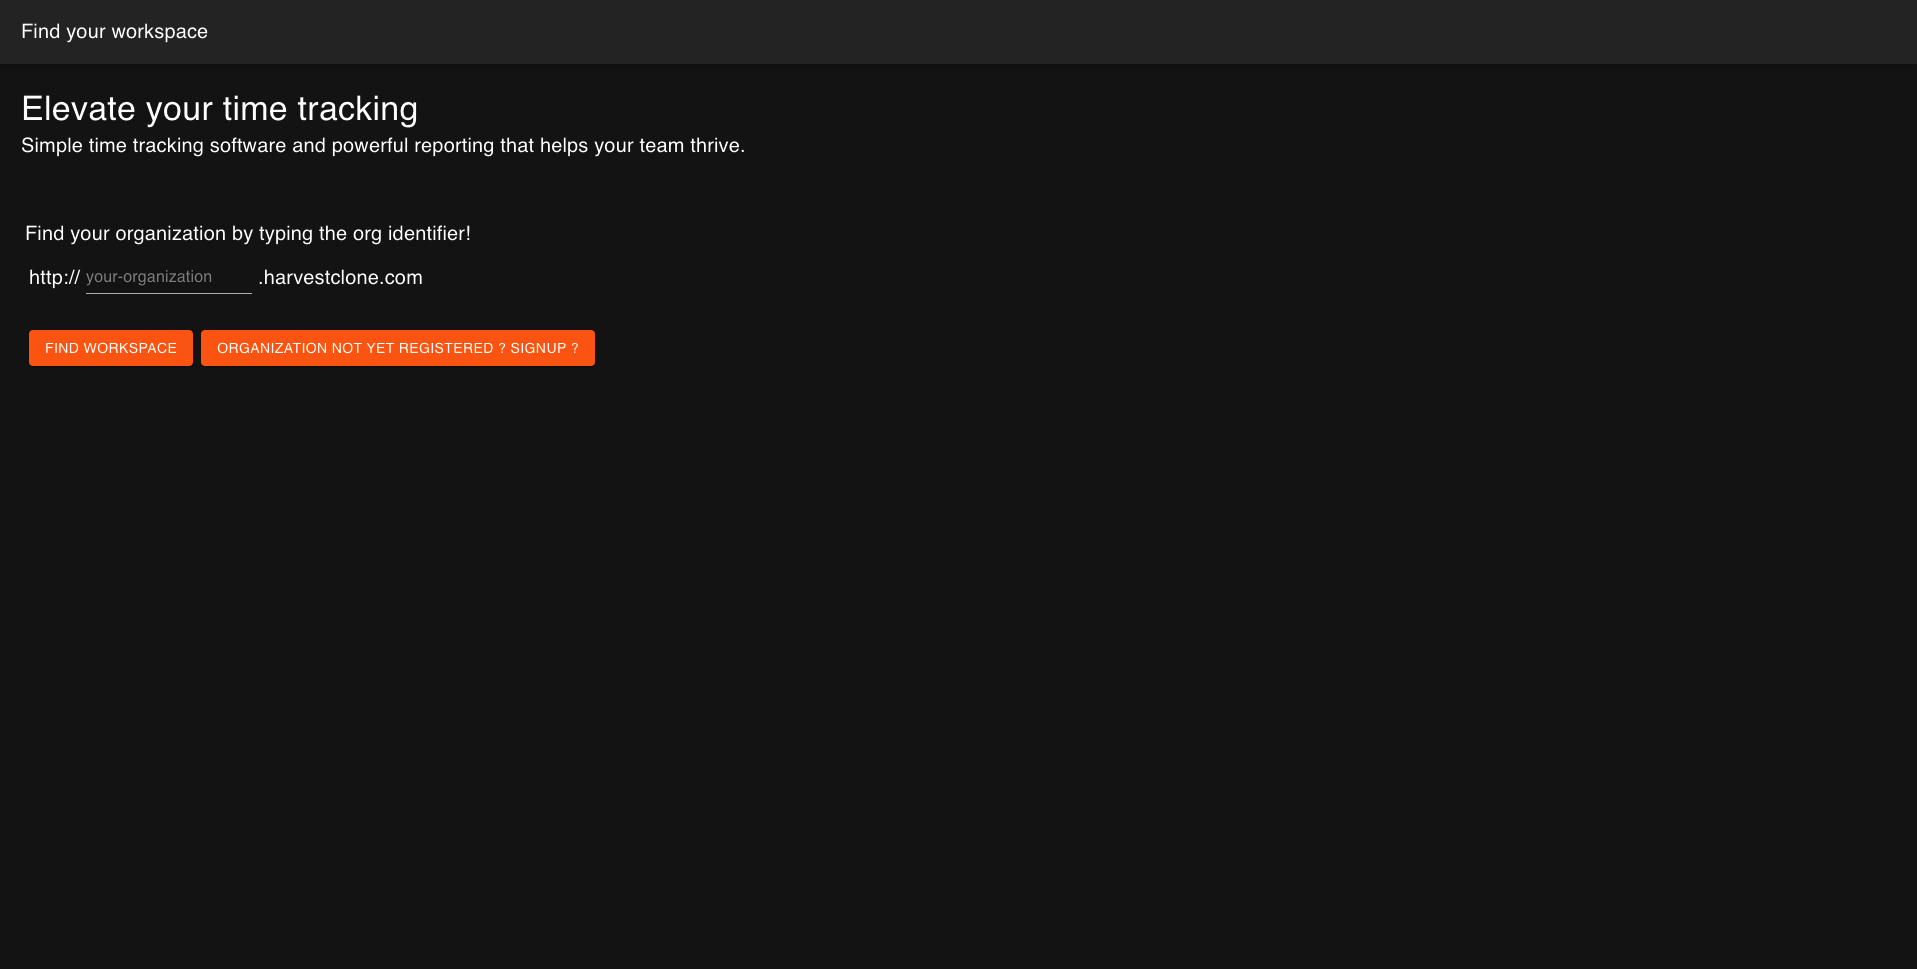 Find your workspace
Elevate your time tracking
Simple time tracking software and powerful reporting that helps your team thrive.
Find your organization by typing the org identifier!
http:// your-organization .harvestclone.com
FIND WORKSPACE ORGANIZATION NOT YET REGISTERED ? SIGNUP ?